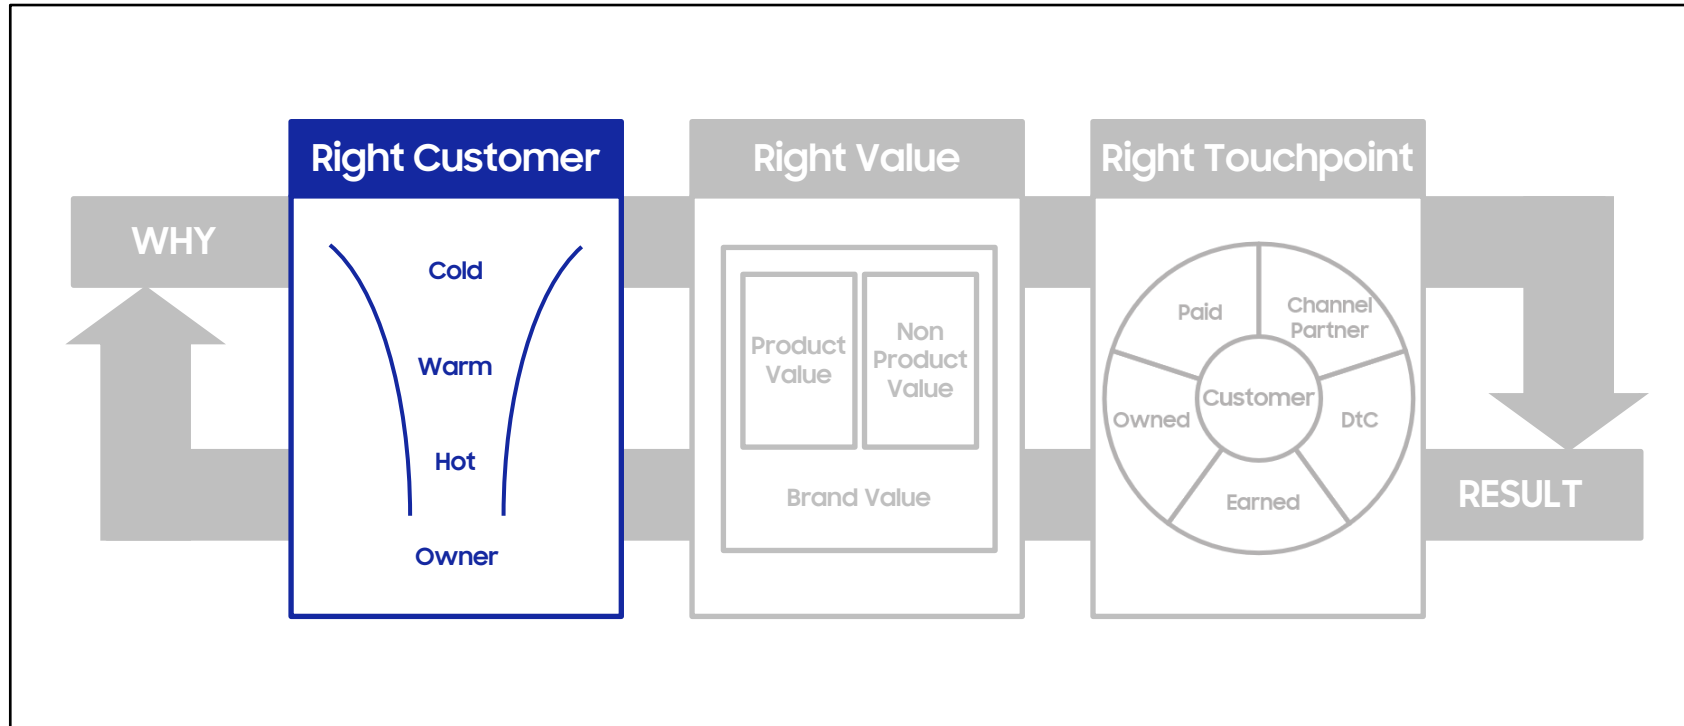 Right Customer
Right Value
Right Touchpoint
WHY
Cold
Warm
Hot
Owner
Product
Value
Non
Product
Value
Brand Value
Paid
Channel
Partner
Owned
Customer
DtC
Earned
RESULT